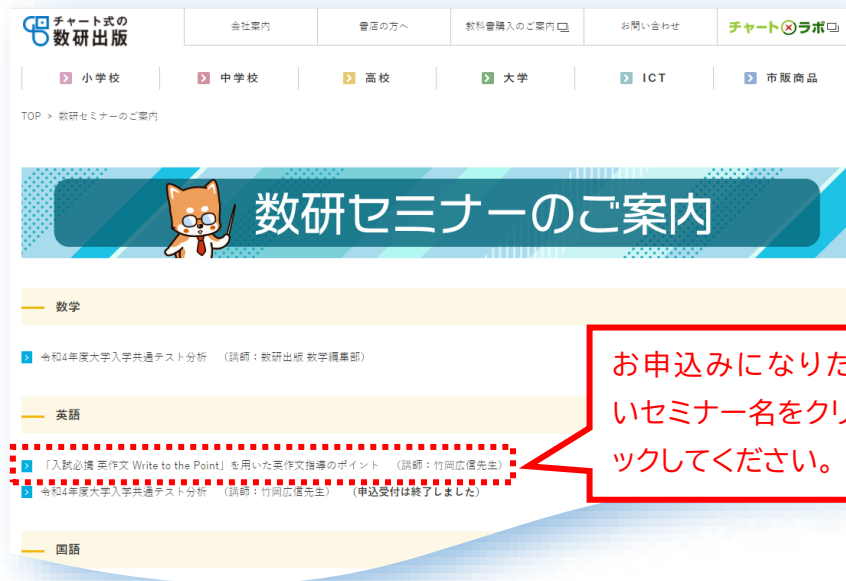 チャート式の
数研出版
会社案内
書店の方へ
教科書購入のご案内
お問い合わせ
チャート×ラボ
小学校
中学校
高校
大学
ICT
市販商品
TOP > 数研セミナーのご案内
数研セミナーのご案内
数学
令和4年度大学入学共通テスト分析 （講師：数研出版 数学編集部）
お申込みになりた
いセミナー名をクリ
ックしてください。
英語
「入試必携 英作文 Write to the Point」を用いた英作文指導のポイント （講師：竹岡広信先生）
令和4年度大学入学共通テスト分析 （講師：竹岡広信先生） （申込受付は終了しました）
国語